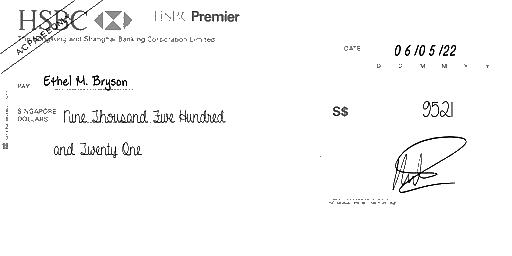 HSBC HSBC Premier
The Hongkong and Shanghai Banking Corporation Limited
A/C PAYEE ONLY
DATE 06/05/22
D D M M Y Y
PAY Ethel M. Bryson
SINGAPORE DOLLARS Nine Thousand Five Hundred
and Twenty One
S$ 9521